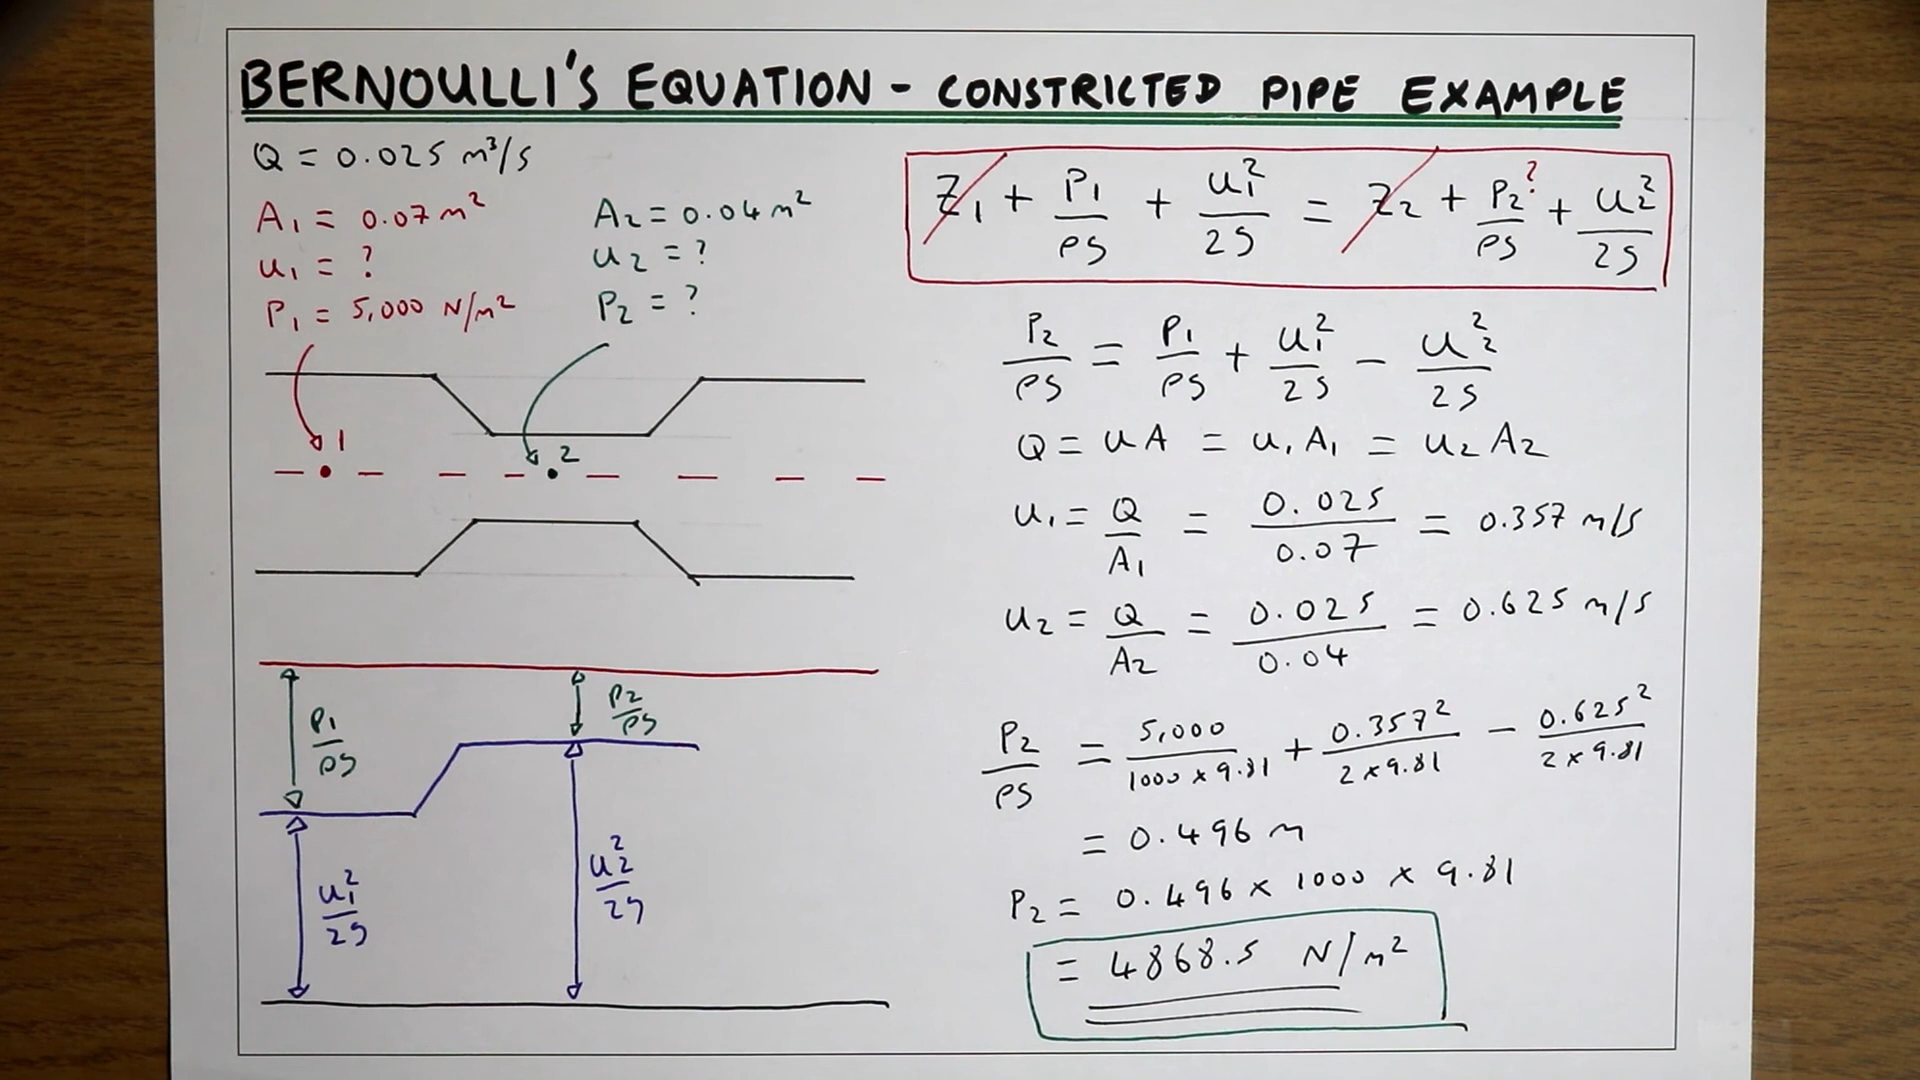 BERNOULLI'S EQUATION - CONSTRICTED PIPE EXAMPLE
Q = 0.025 m³/s
A₁ = 0.07 m²
u₁ = ?
P₁ = 5,000 N/m²
A₂ = 0.04 m²
u₂ = ?
P₂ = ?
1
2
P₁/ρg
P₂/ρg
u₁²/2g
u₂²/2g
Z₁ + P₁/ρg + u₁²/2g = Z₂ + P₂?/ρg + u₂²/2g
P₂/ρg = P₁/ρg + u₁²/2g - u₂²/2g
Q = uA = u₁A₁ = u₂A₂
u₁ = Q/A₁ = 0.025/0.07 = 0.357 m/s
u₂ = Q/A₂ = 0.025/0.04 = 0.625 m/s
P₂/ρg = 5,000/1000 × 9.81 + 0.357²/2 × 9.81 - 0.625²/2 × 9.81
= 0.496 m
P₂ = 0.496 × 1000 × 9.81
= 4868.5 N/m²